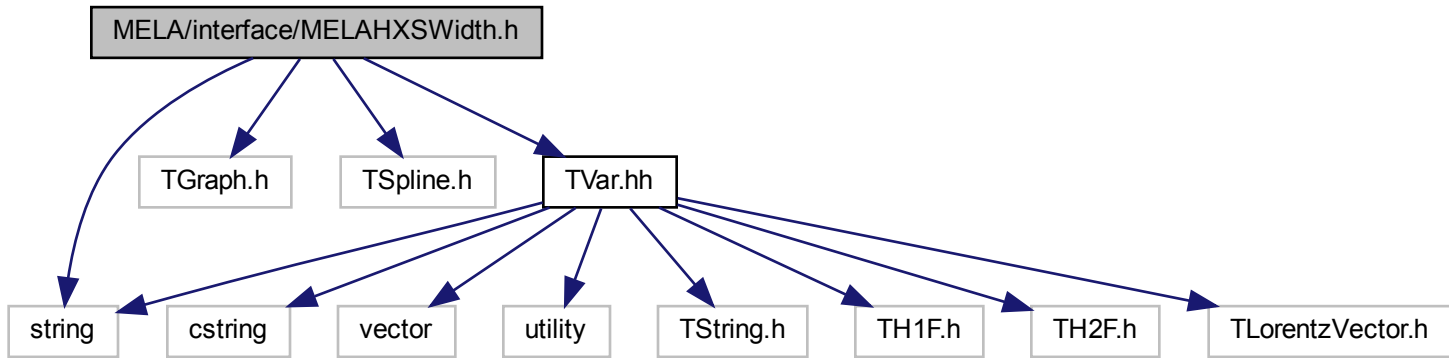 MELA/interface/MELAHXSWidth.h
TGraph.h
TSpline.h
TVar.hh
string
cstring
vector
utility
TString.h
TH1F.h
TH2F.h
TLorentzVector.h